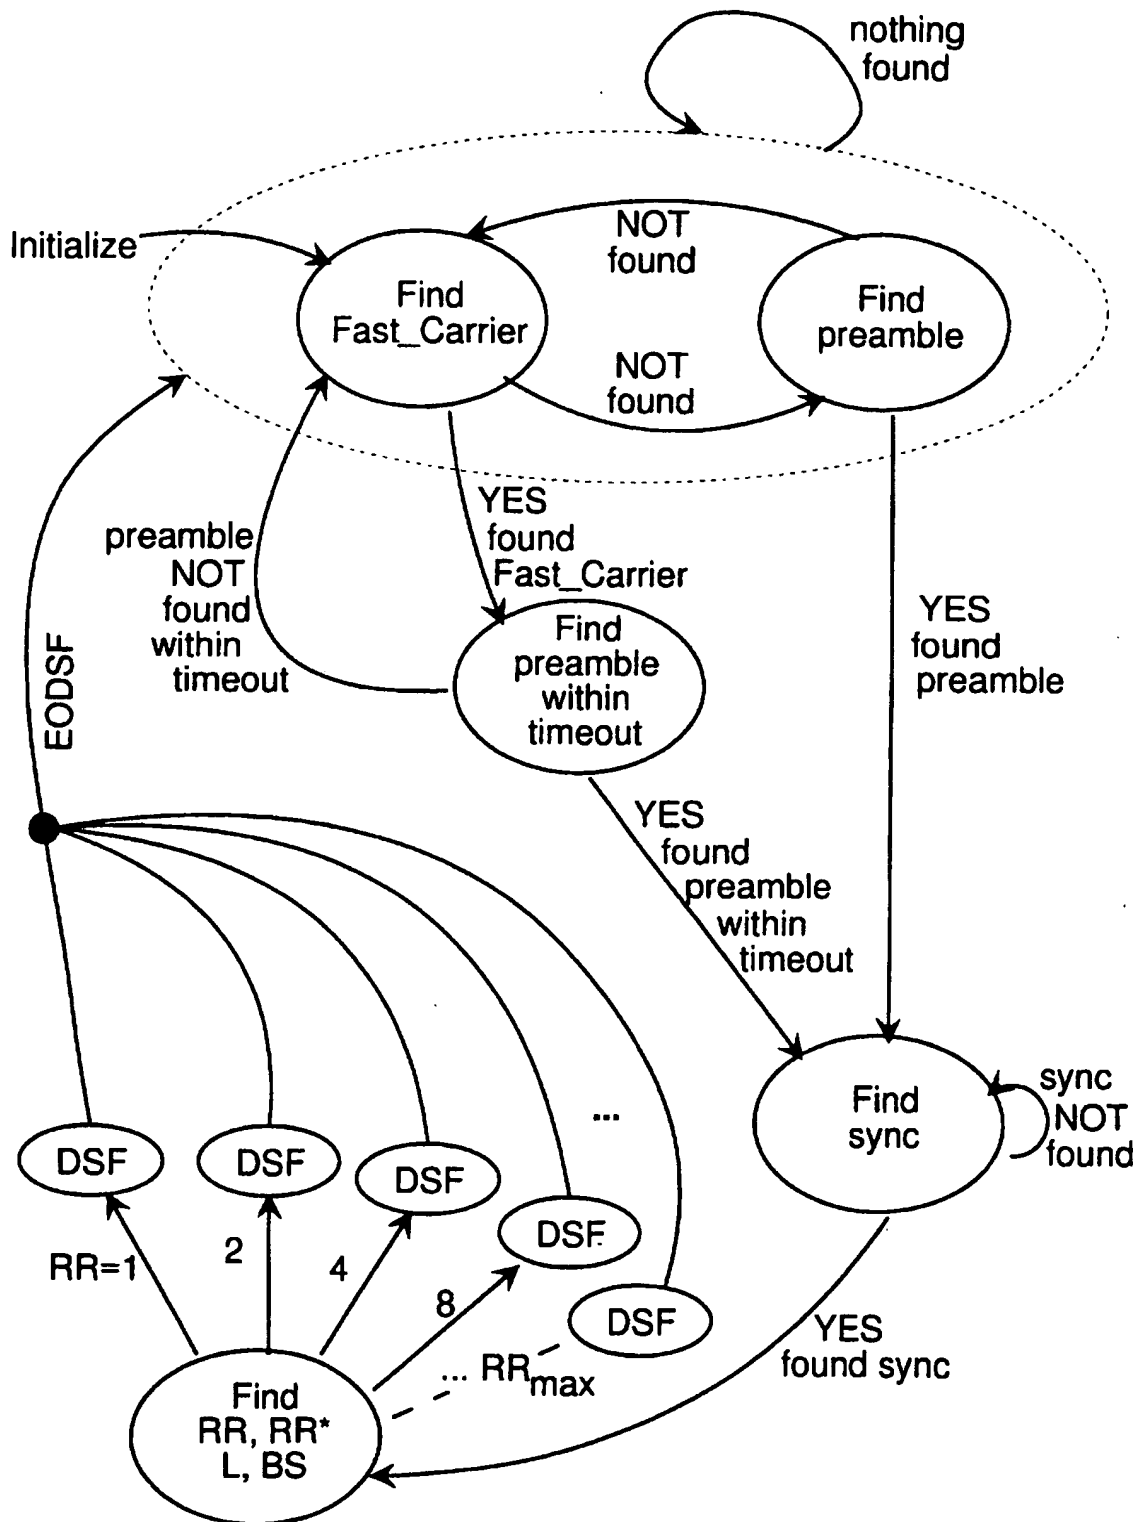 nothing
found
Initialize
NOT
found
Find
Fast_Carrier
Find
preamble
NOT
found
YES
found
Fast_Carrier
preamble
NOT
found
within
timeout
Find
preamble
within
timeout
YES
found
preamble
EODSF
YES
found
preamble
within
timeout
Find
sync
sync
NOT
found
...
DSF
DSF
DSF
DSF
DSF
RR=1
2
4
8
... RRmax
YES
found sync
Find
RR, RR*
L, BS